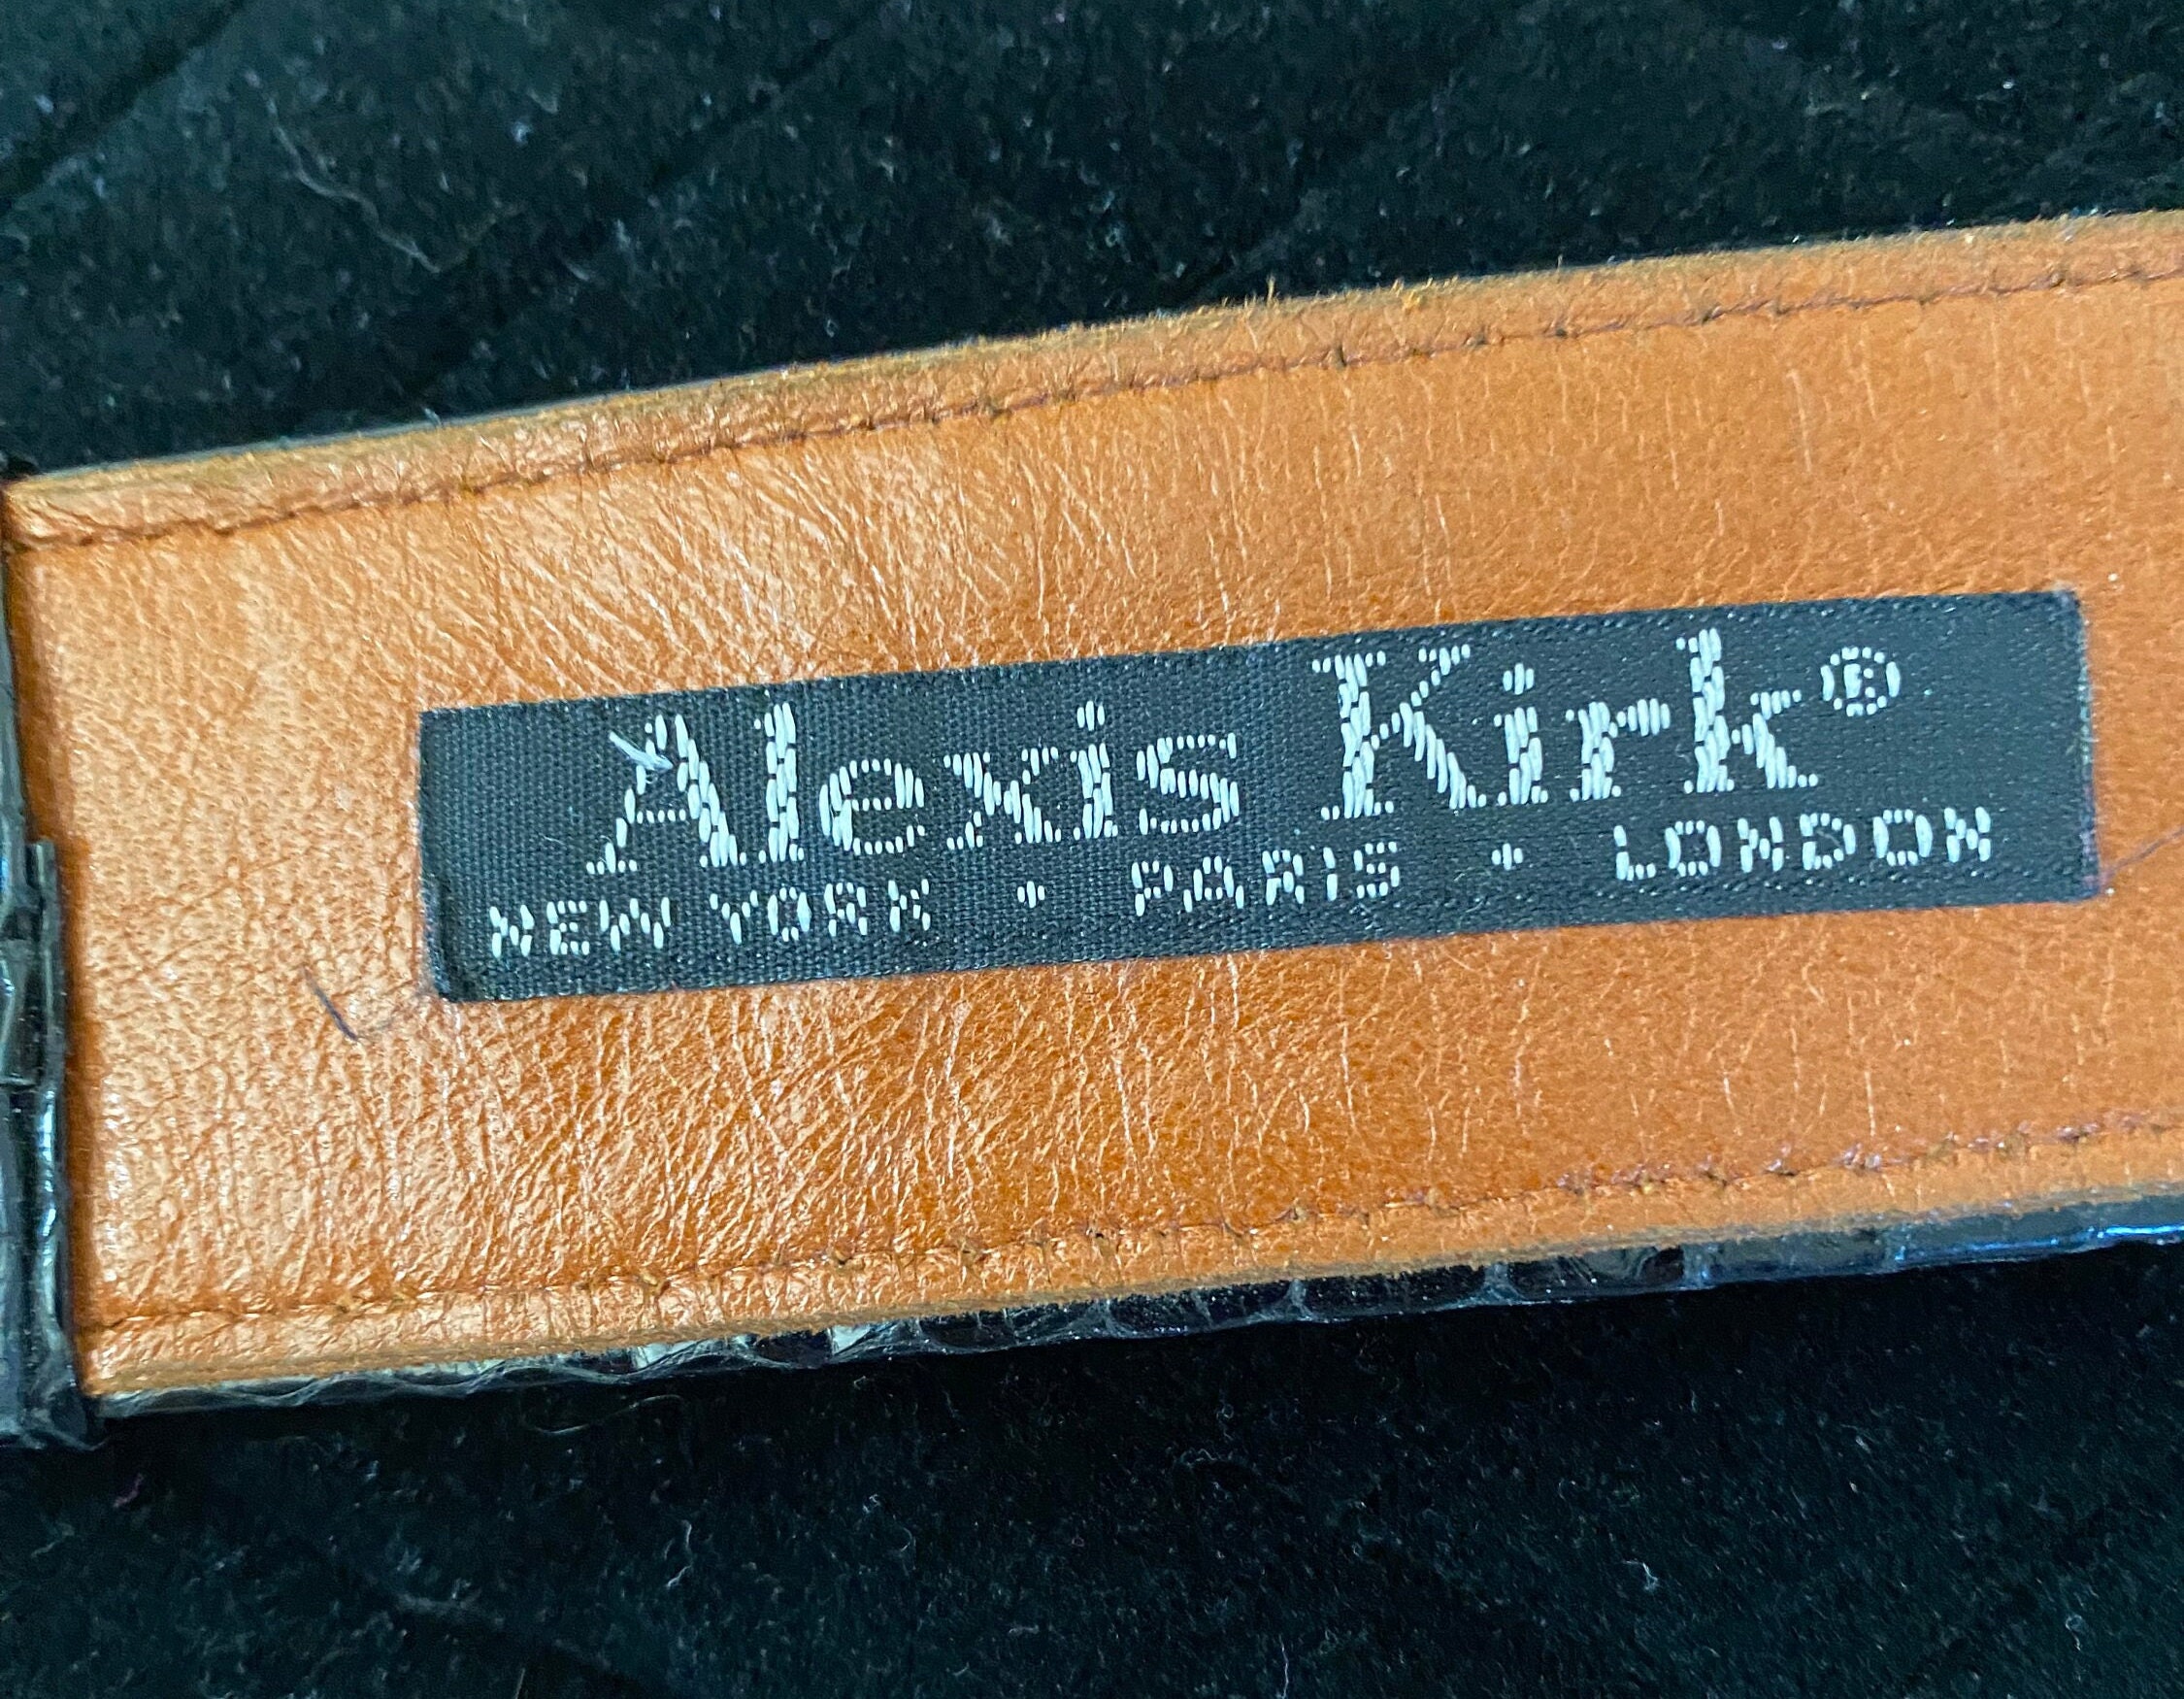 Alexis Kirk®
NEW YORK • PARIS • LONDON